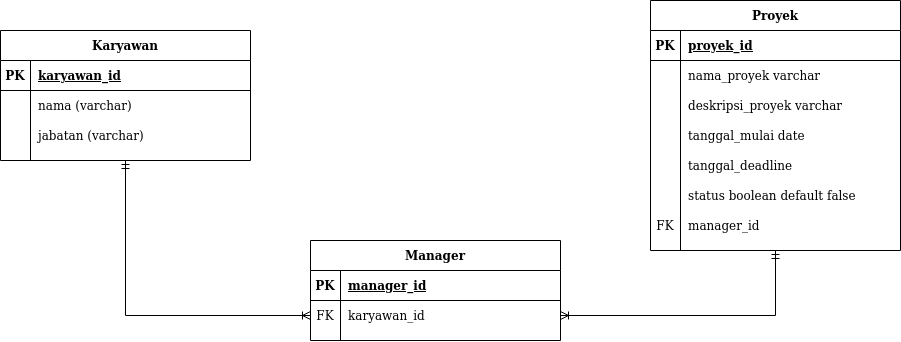 Karyawan
PK karyawan_id
nama (varchar)
jabatan (varchar)
Proyek
PK proyek_id
nama_proyek varchar
deskripsi_proyek varchar
tanggal_mulai date
tanggal_deadline
status boolean default false
FK manager_id
Manager
PK manager_id
FK karyawan_id